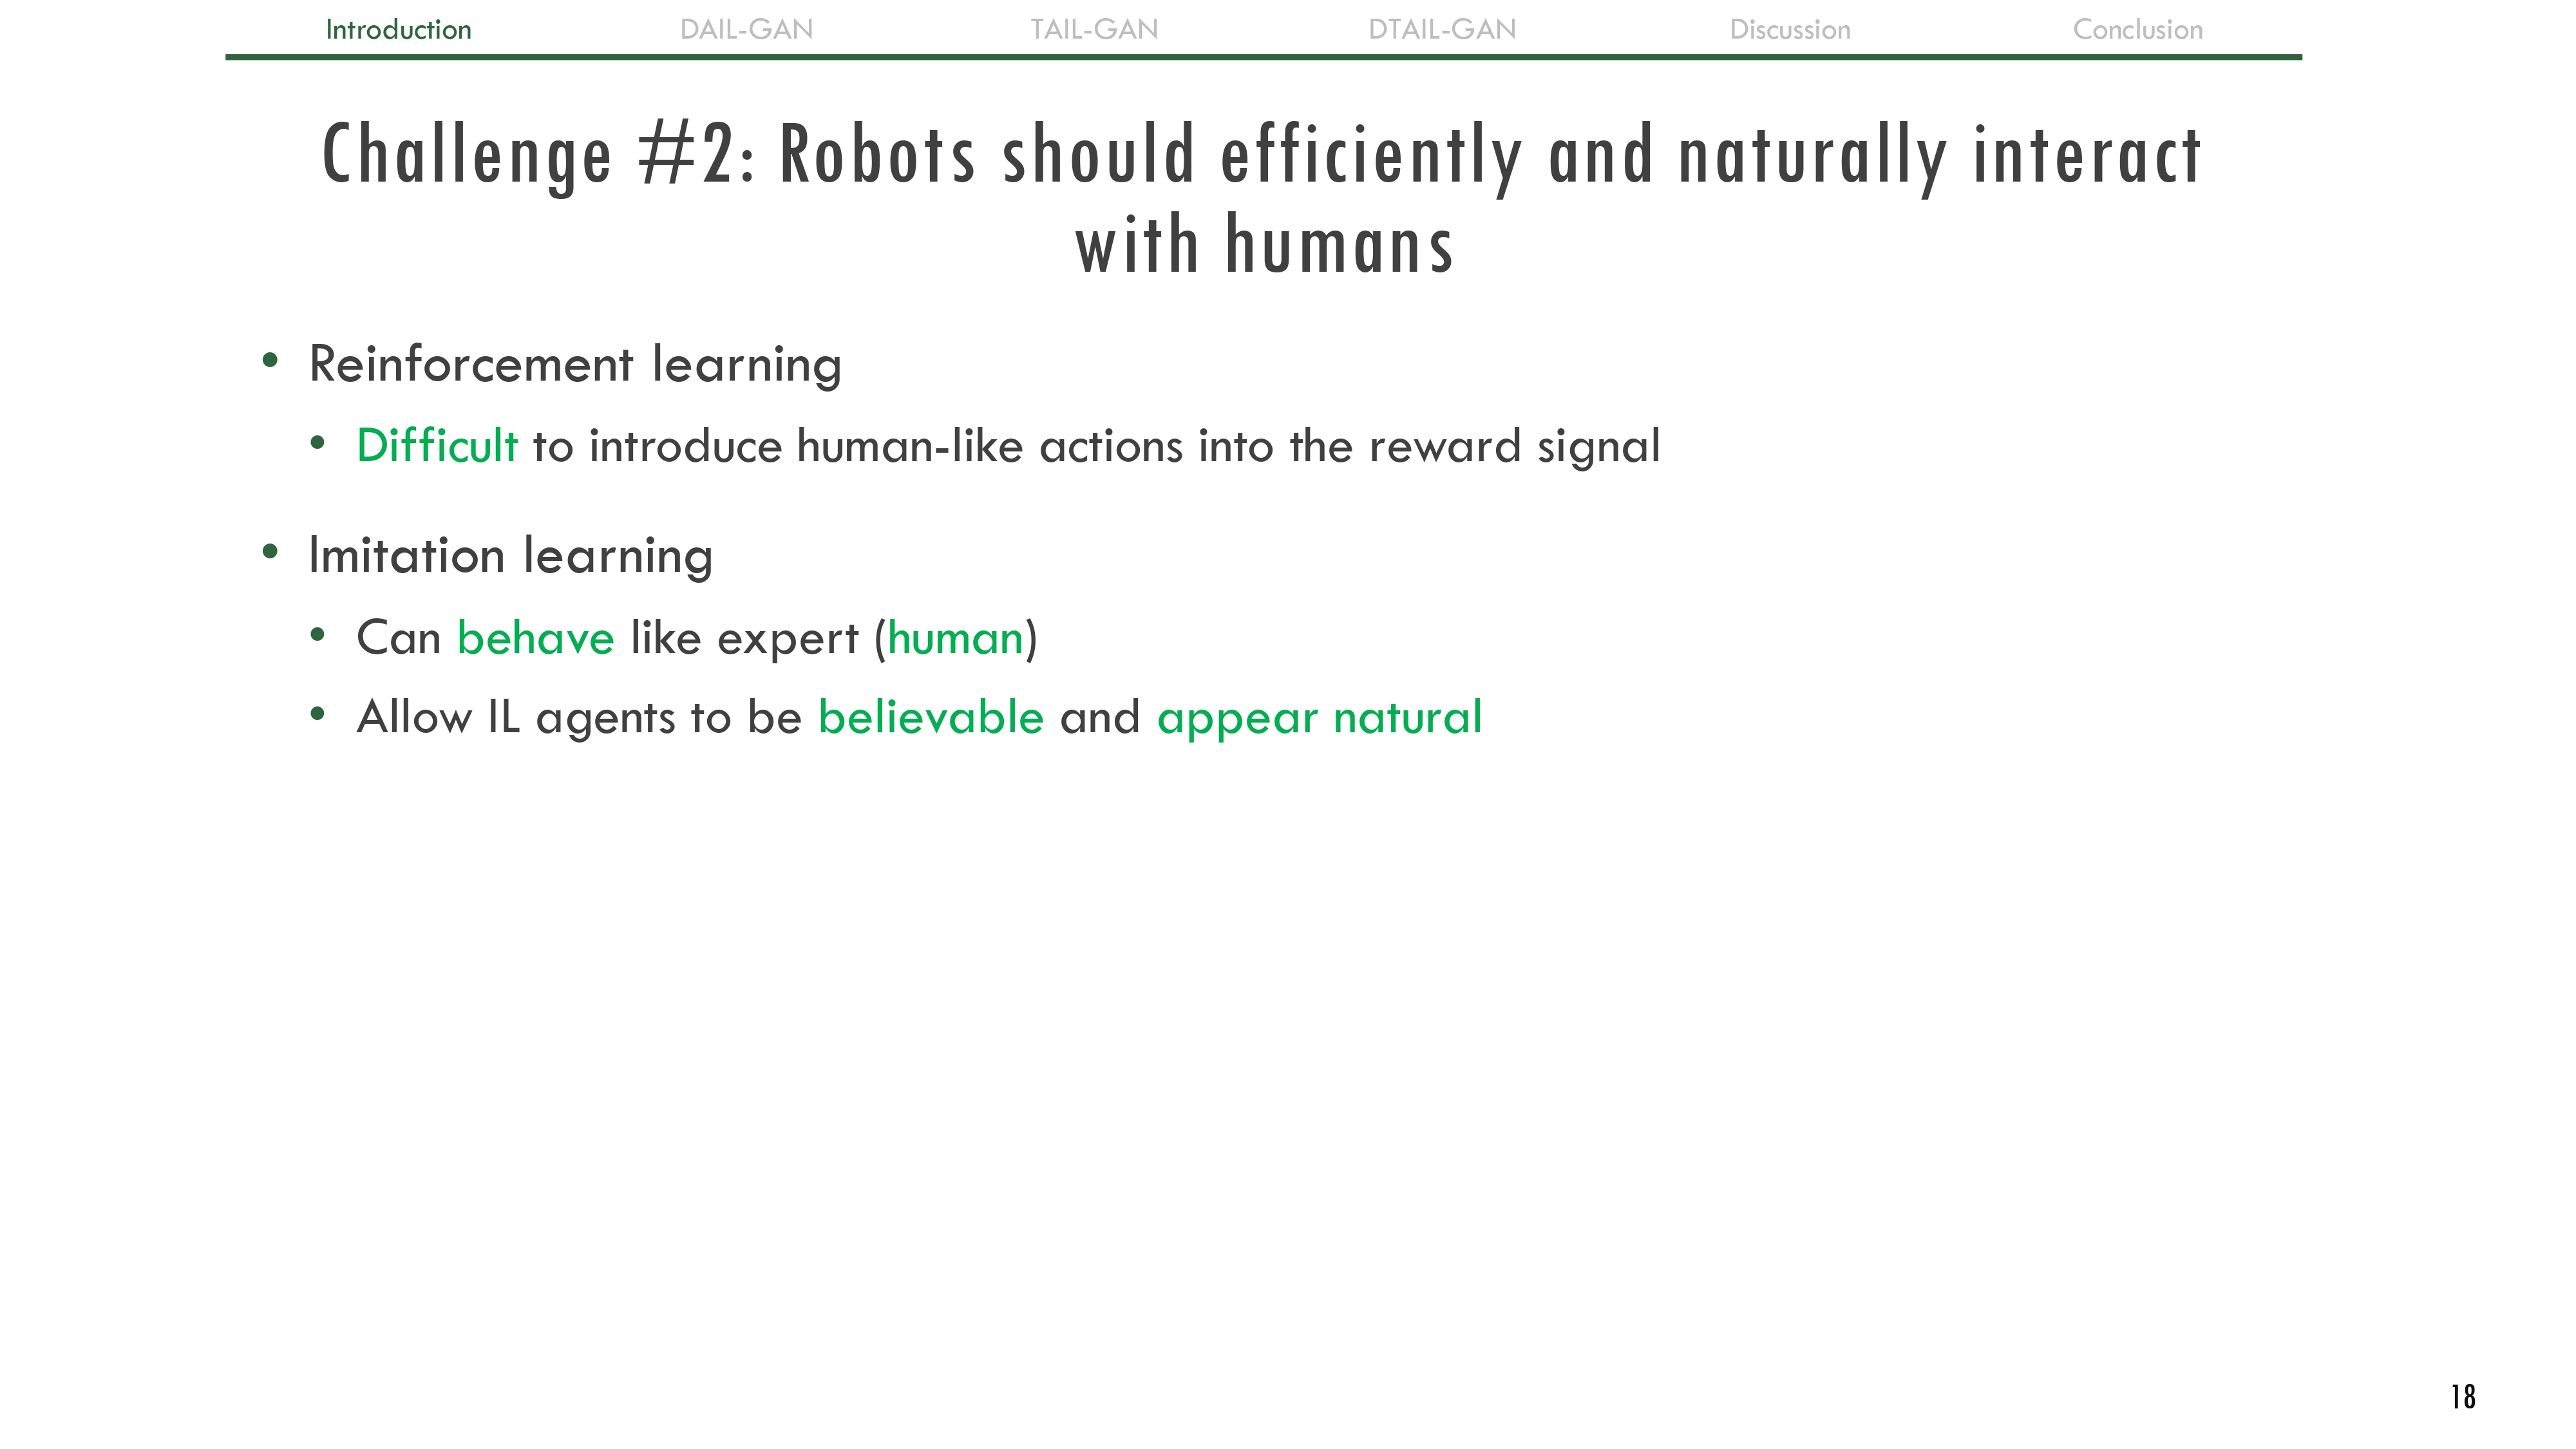 Introduction DAIL-GAN TAIL-GAN DTAIL-GAN Discussion Conclusion
Challenge #2: Robots should efficiently and naturally interact
with humans
• Reinforcement learning
• Difficult to introduce human-like actions into the reward signal
• Imitation learning
• Can behave like expert (human)
• Allow IL agents to be believable and appear natural
18